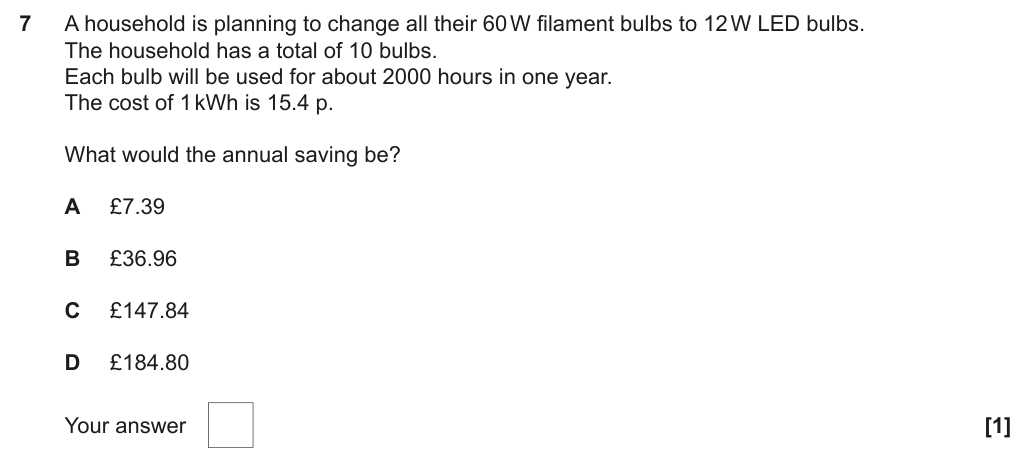 7 A household is planning to change all their 60 W filament bulbs to 12 W LED bulbs.
The household has a total of 10 bulbs.
Each bulb will be used for about 2000 hours in one year.
The cost of 1 kWh is 15.4 p.
What would the annual saving be?
A £7.39
B £36.96
C £147.84
D £184.80
Your answer [1]